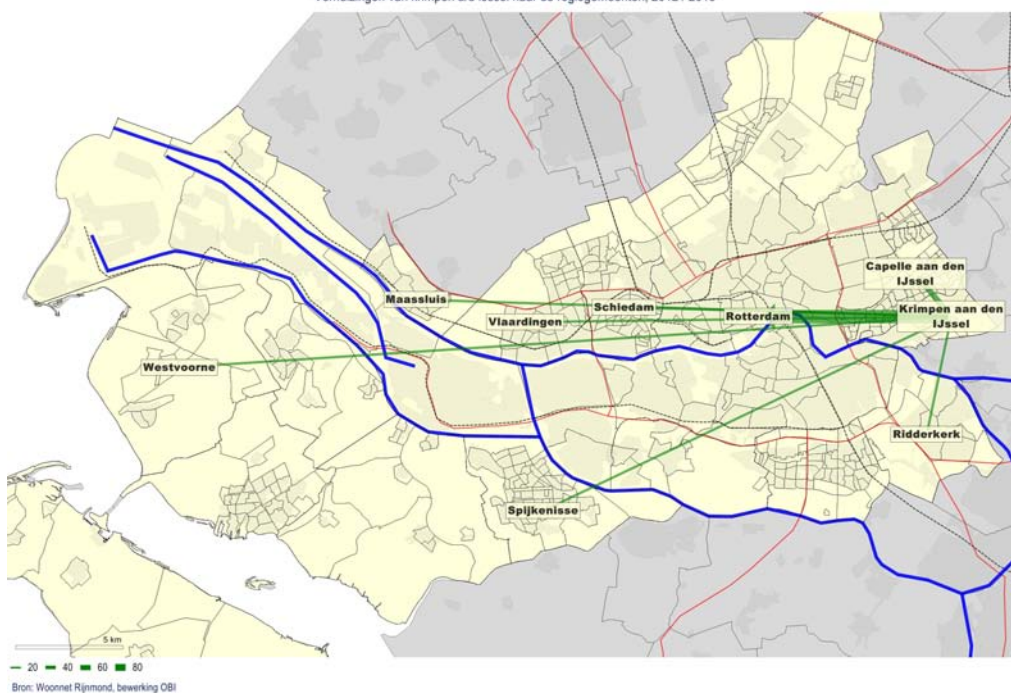 Maassluis
Capelle aan den
IJssel
Schiedam
Krimpen aan den
IJssel
Vlaardingen
Rotterdam
Westvoorne
Ridderkerk
Spijkenisse
5 km
20 40 60 80
Bron: Woonnet Rijnmond, bewerking OBI